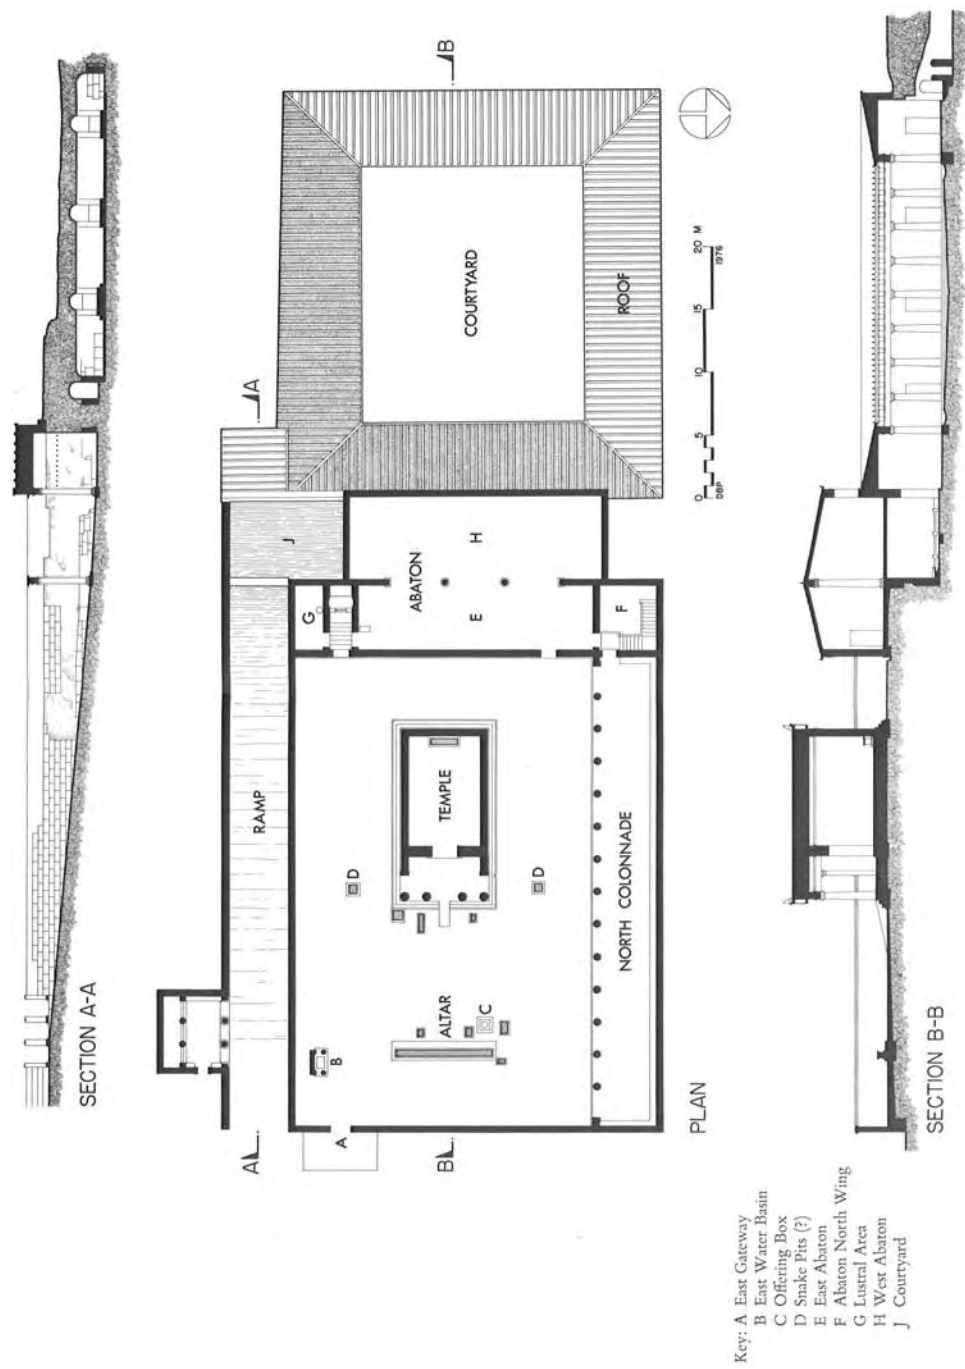 SECTION A-A
B
A
COURTYARD
ROOF
0 5 10 15 20 M
DBP
1976
J
ABATON
H
G
E
F
RAMP
TEMPLE
D
D
NORTH COLONNADE
ALTAR
C
B
A
A
B
PLAN
SECTION B-B
Key: A East Gateway
B East Water Basin
C Offering Box
D Snake Pits (?)
E East Abaton
F Abaton North Wing
G Lustral Area
H West Abaton
J Courtyard